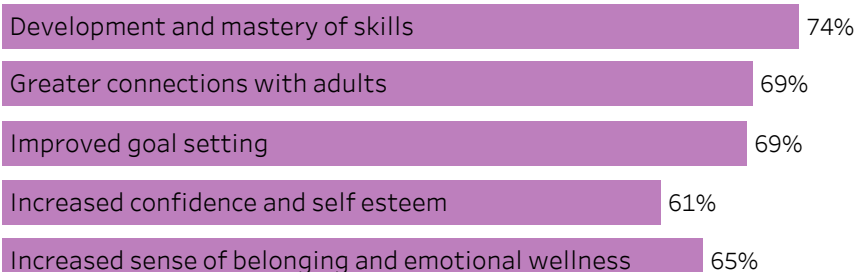 Development and mastery of skills 74%
Greater connections with adults 69%
Improved goal setting 69%
Increased confidence and self esteem 61%
Increased sense of belonging and emotional wellness 65%